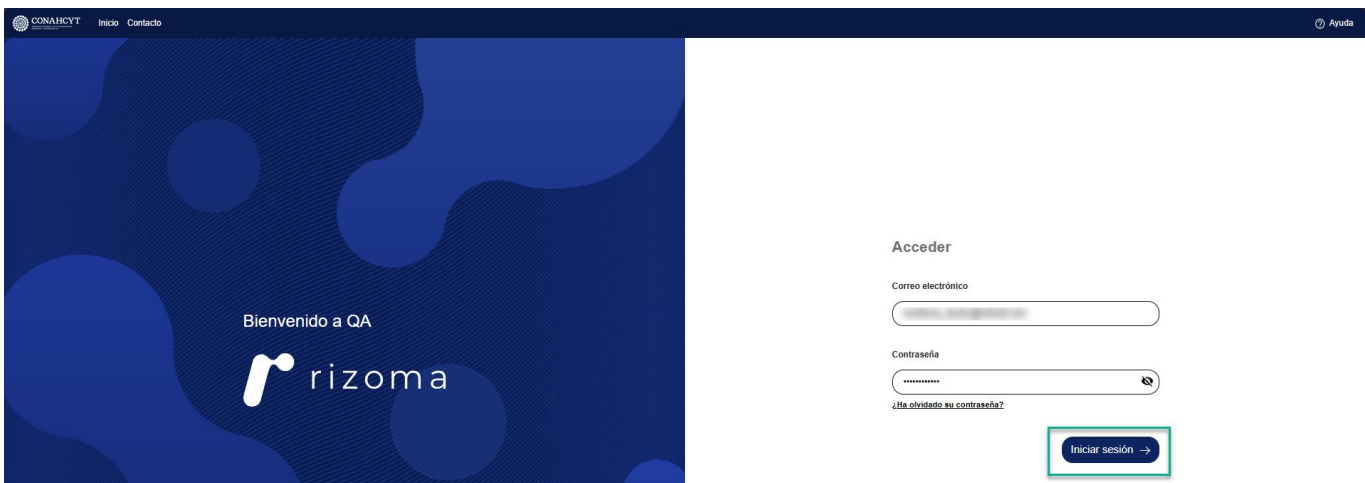 CONAHCYT Inicio Contacto Ayuda
Bienvenido a QA
rizoma
Acceder
Correo electrónico
Contraseña
¿Ha olvidado su contraseña?
Iniciar sesión